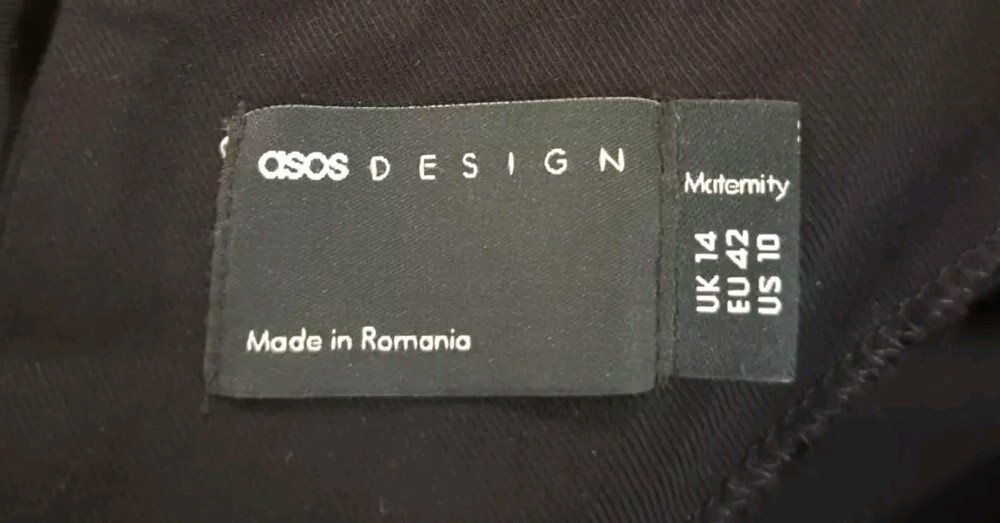 asos DESIGN
Made in Romania
Maternity
UK 14
EU 42
US 10